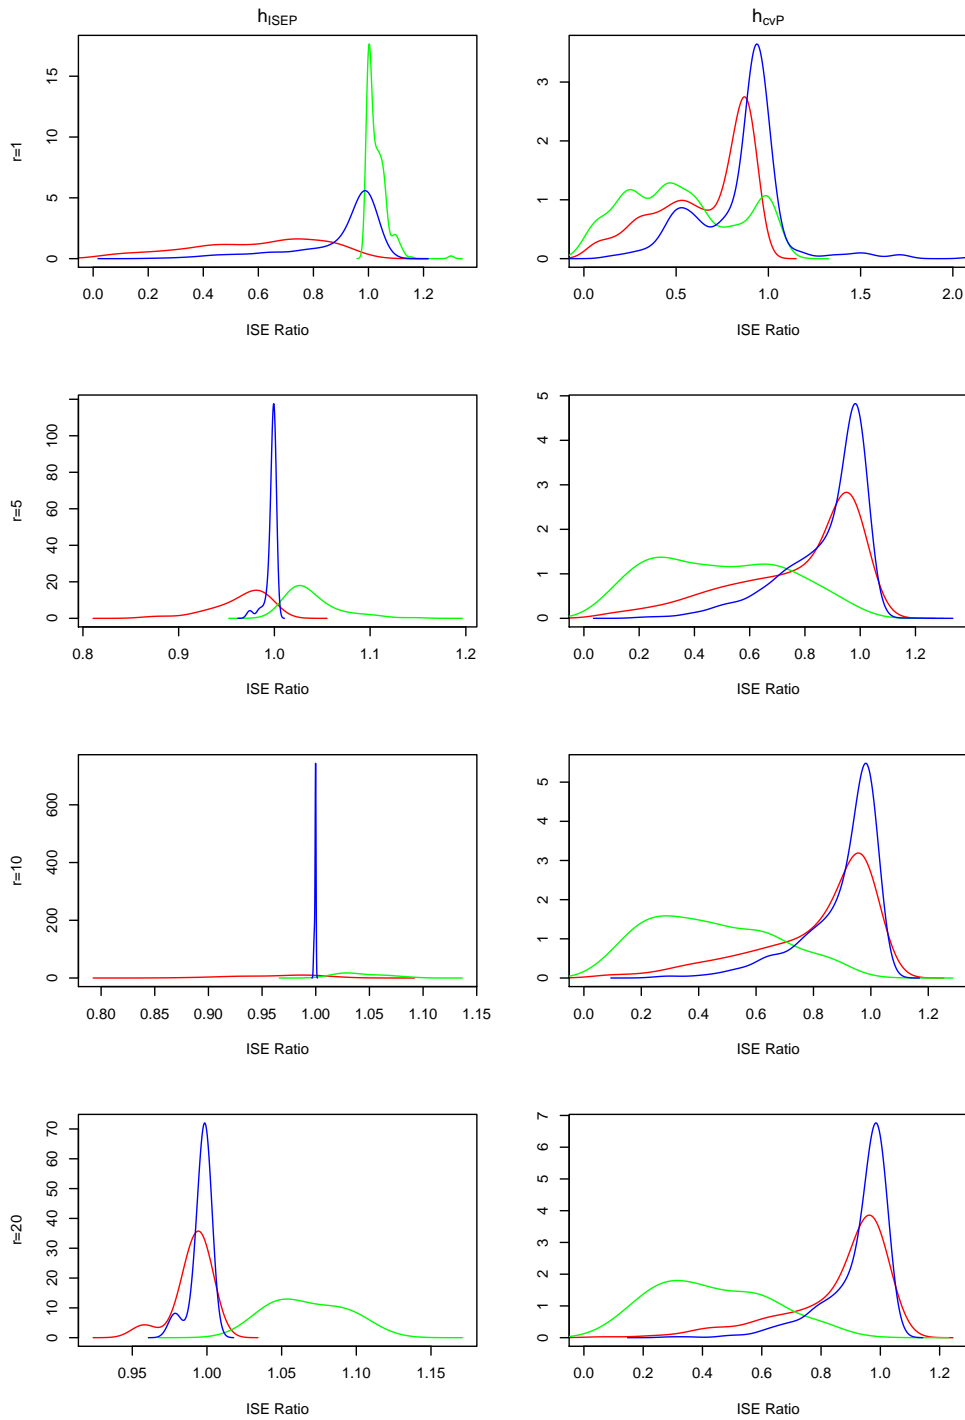 h_ISEP
h_cvP
r=1
0 5 10 15
0.0 0.2 0.4 0.6 0.8 1.0 1.2
ISE Ratio
0 1 2 3
0.0 0.5 1.0 1.5 2.0
ISE Ratio
r=5
0 20 40 60 80 100
0.8 0.9 1.0 1.1 1.2
ISE Ratio
0 1 2 3 4 5
0.0 0.2 0.4 0.6 0.8 1.0 1.2
ISE Ratio
r=10
0 200 400 600
0.80 0.85 0.90 0.95 1.00 1.05 1.10 1.15
ISE Ratio
0 1 2 3 4 5
0.0 0.2 0.4 0.6 0.8 1.0 1.2
ISE Ratio
r=20
0 10 20 30 40 50 60 70
0.95 1.00 1.05 1.10 1.15
ISE Ratio
0 1 2 3 4 5 6 7
0.0 0.2 0.4 0.6 0.8 1.0 1.2
ISE Ratio